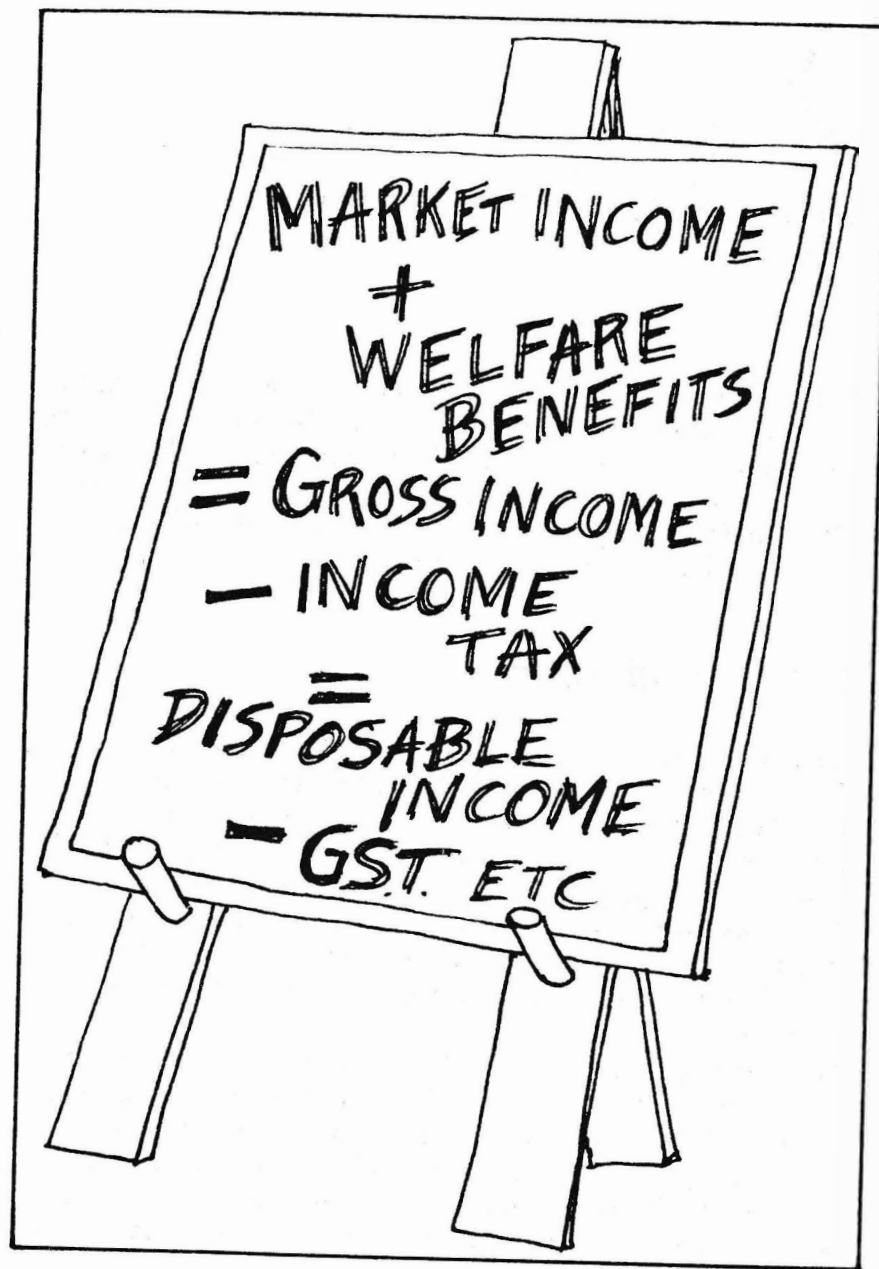 MARKET INCOME
+
WELFARE
BENEFITS
= GROSS INCOME
— INCOME
TAX
=
DISPOSABLE
INCOME
— G.S.T. ETC